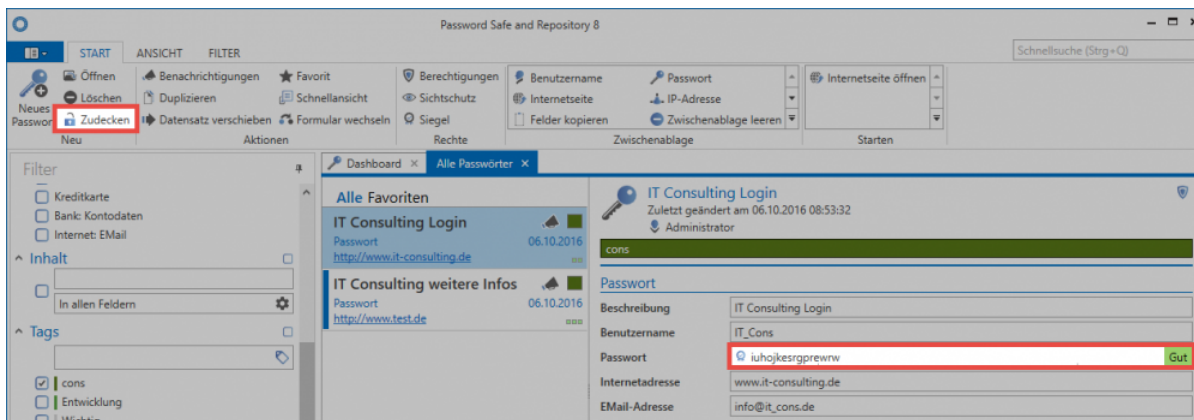 Password Safe and Repository 8
START ANSICHT FILTER
Schnellsuche (Strg+Q)
Neues Passwort
Öffnen
Löschen
Zudecken
Neu
Benachrichtigungen
Duplizieren
Datensatz verschieben
Favorit
Schnellansicht
Formular wechseln
Aktionen
Berechtigungen
Sichtschutz
Siegel
Rechte
Benutzername
Internetseite
Felder kopieren
Passwort
IP-Adresse
Zwischenablage leeren
Zwischenablage
Internetseite öffnen
Starten
Filter
Kreditkarte
Bank: Kontodaten
Internet: EMail
Inhalt
In allen Feldern
Tags
cons
Entwicklung
Wichtig
Dashboard
Alle Passwörter
Alle Favoriten
IT Consulting Login
Passwort 06.10.2016
http://www.it-consulting.de
IT Consulting weitere Infos
Passwort 06.10.2016
http://www.test.de
IT Consulting Login
Zuletzt geändert am 06.10.2016 08:53:32
Administrator
cons
Passwort
Beschreibung IT Consulting Login
Benutzername IT_Cons
Passwort iuhojkesrgprewrw Gut
Internetadresse www.it-consulting.de
EMail-Adresse info@it_cons.de